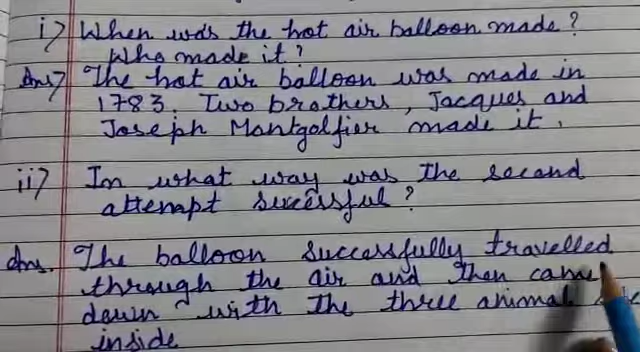 i) When was the hot air balloon made?
Who made it?
Ans) The hot air balloon was made in
1783. Two brothers, Jacques and
Joseph Montgolfier made it.
ii) In what way was the second
attempt successful?
Ans. The balloon successfully travelled
through the air and then came
down with the three animal
inside